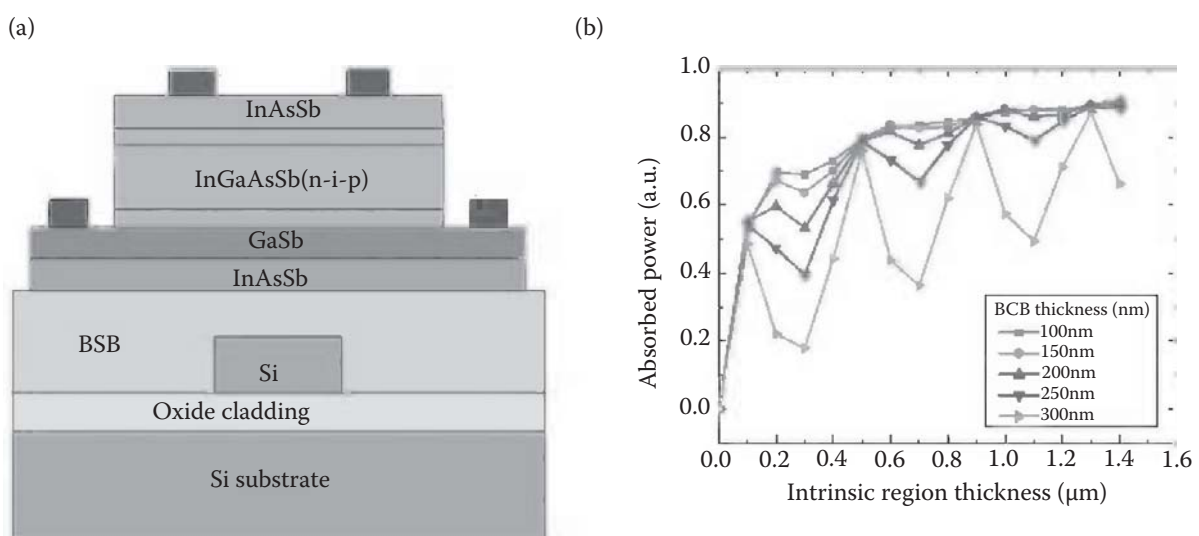 (a)
InAsSb
InGaAsSb(n-i-p)
GaSb
InAsSb
BSB
Si
Oxide cladding
Si substrate
(b)
1.0
0.8
0.6
0.4
0.2
0.0
Absorbed power (a.u.)
BCB thickness (nm)
100nm
150nm
200nm
250nm
300nm
0.0 0.2 0.4 0.6 0.8 1.0 1.2 1.4 1.6
Intrinsic region thickness (μm)